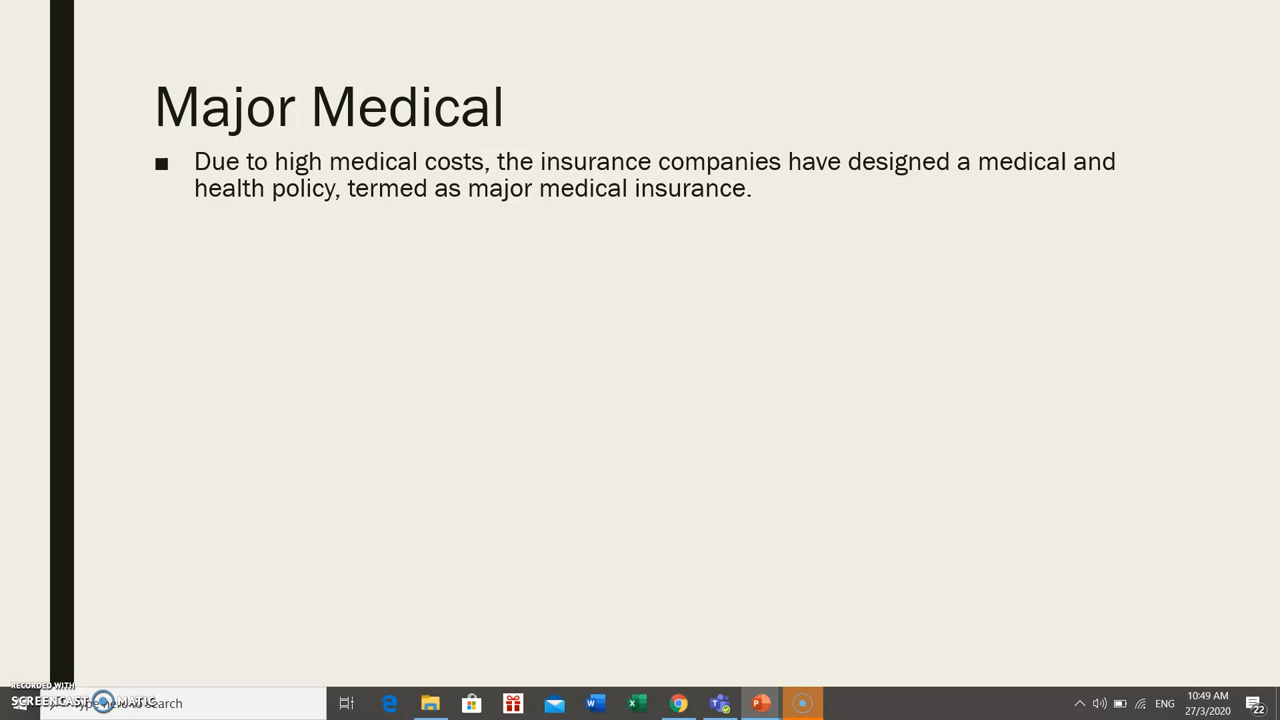 Major Medical
■ Due to high medical costs, the insurance companies have designed a medical and
health policy, termed as major medical insurance.
RECORDED WITH
SCREENCAST MATIC
search
ENG
10:49 AM
27/3/2020
22